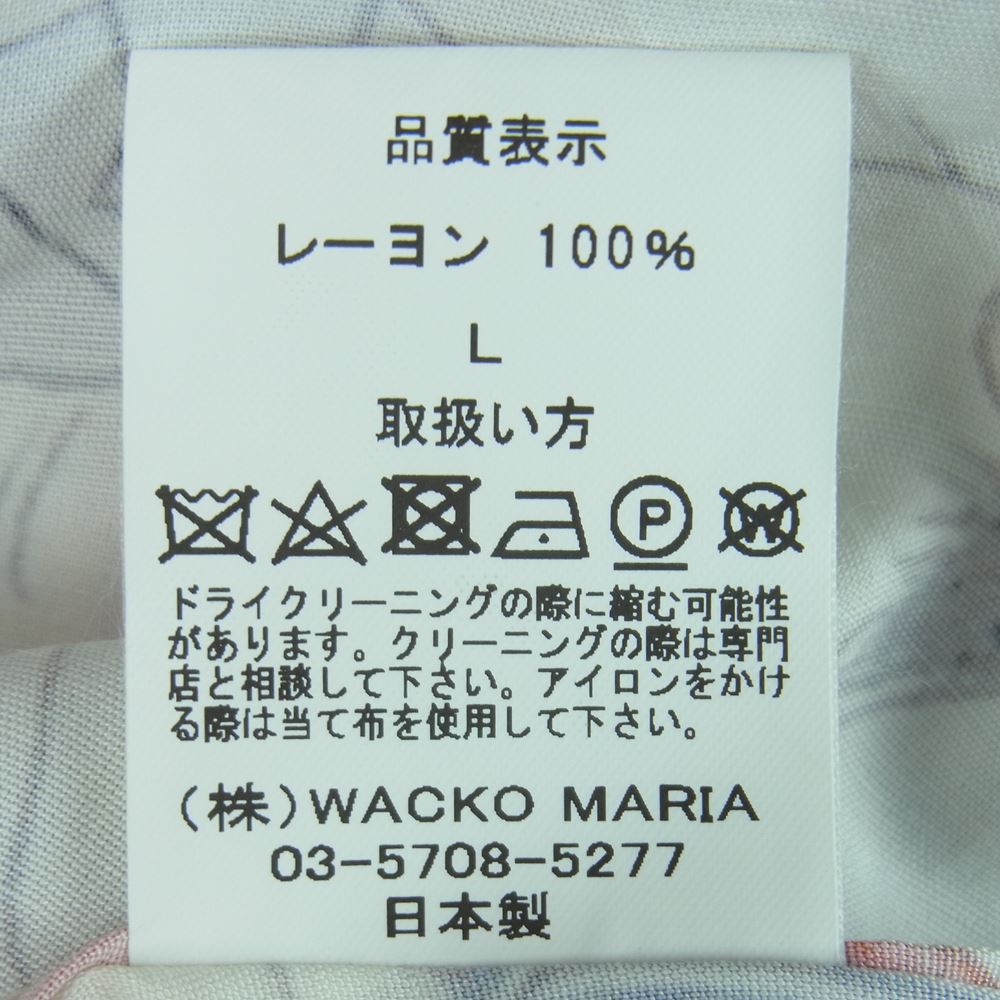 品質表示
レーヨン 100%
L
取扱い方
P
W
ドライクリーニングの際に縮む可能性
があります。クリーニングの際は専門
店と相談して下さい。アイロンをかけ
る際は当て布を使用して下さい。
(株)WACKO MARIA
03-5708-5277
日本製